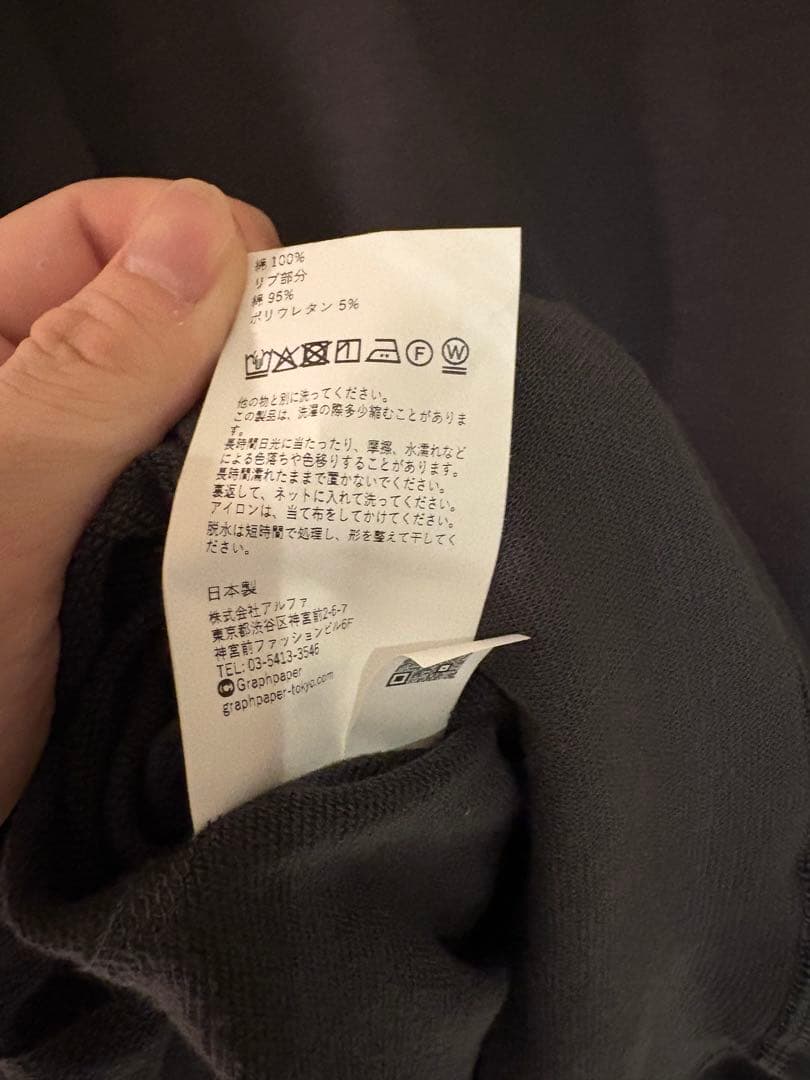 綿 100%
リブ部分
綿 95%
ポリウレタン 5%
F W
他の物と別に洗ってください。
この製品は、洗濯の際多少縮むことがありま
す。
長時間日光に当たったり、摩擦、水濡れなど
による色落ちや色移りすることがあります。
長時間濡れたままで置かないでください。
裏返して、ネットに入れて洗ってください。
アイロンは、当て布をしてかけてください。
脱水は短時間で処理し、形を整えて干してく
ださい。
日本製
株式会社アルファ
東京都渋谷区神宮前2-6-7
神宮前ファッションビル6F
TEL: 03-5413-3546
Graphpaper
graphpaper-tokyo.com